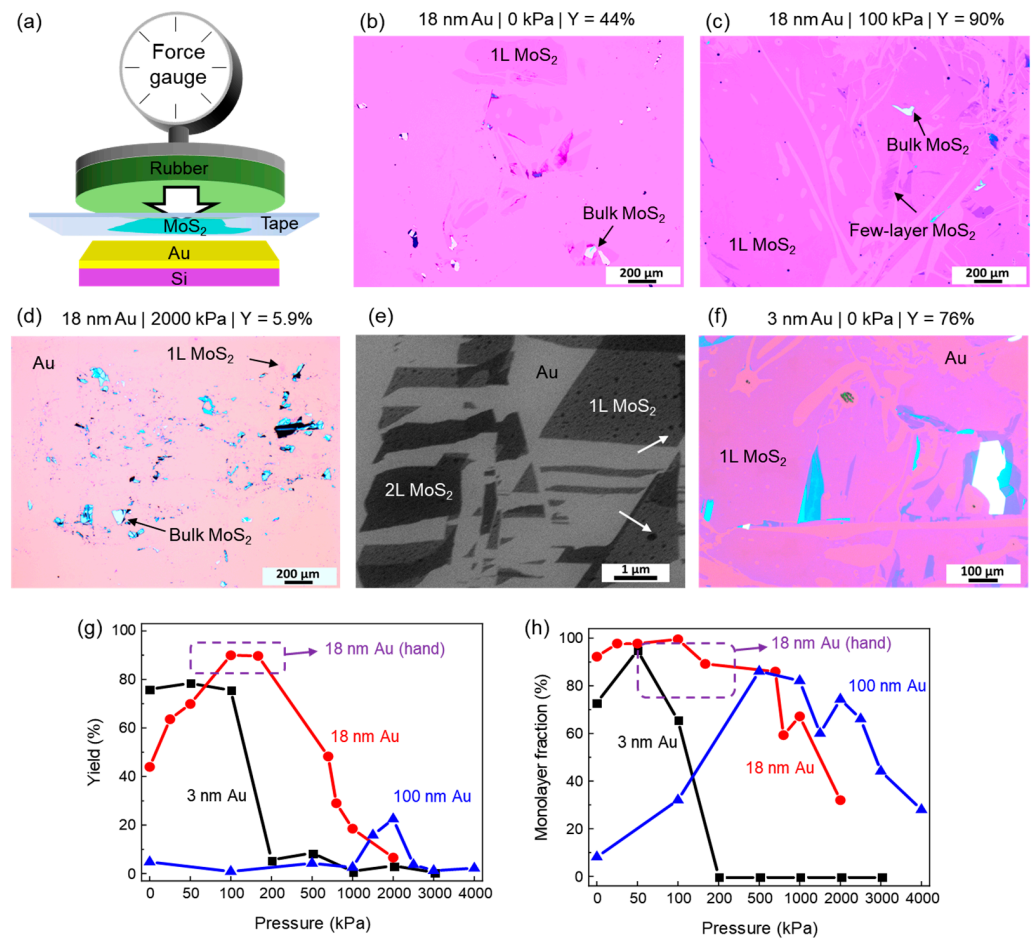 (a)
Force
gauge
Rubber
MoS₂
Tape
Au
Si
(b)
18 nm Au | 0 kPa | Y = 44%
1L MoS₂
Bulk MoS₂
200 µm
(c)
18 nm Au | 100 kPa | Y = 90%
Bulk MoS₂
Few-layer MoS₂
1L MoS₂
200 µm
(d)
18 nm Au | 2000 kPa | Y = 5.9%
Au
1L MoS₂
Bulk MoS₂
200 µm
(e)
Au
1L MoS₂
2L MoS₂
1 µm
(f)
3 nm Au | 0 kPa | Y = 76%
Au
1L MoS₂
100 µm
(g)
100
80
60
40
20
0
Yield (%)
18 nm Au (hand)
18 nm Au
3 nm Au
100 nm Au
0 50 100 200 500 1000 2000 3000 4000
Pressure (kPa)
(h)
100
80
60
40
20
0
Monolayer fraction (%)
18 nm Au (hand)
100 nm Au
3 nm Au
18 nm Au
0 50 100 200 500 1000 2000 3000 4000
Pressure (kPa)